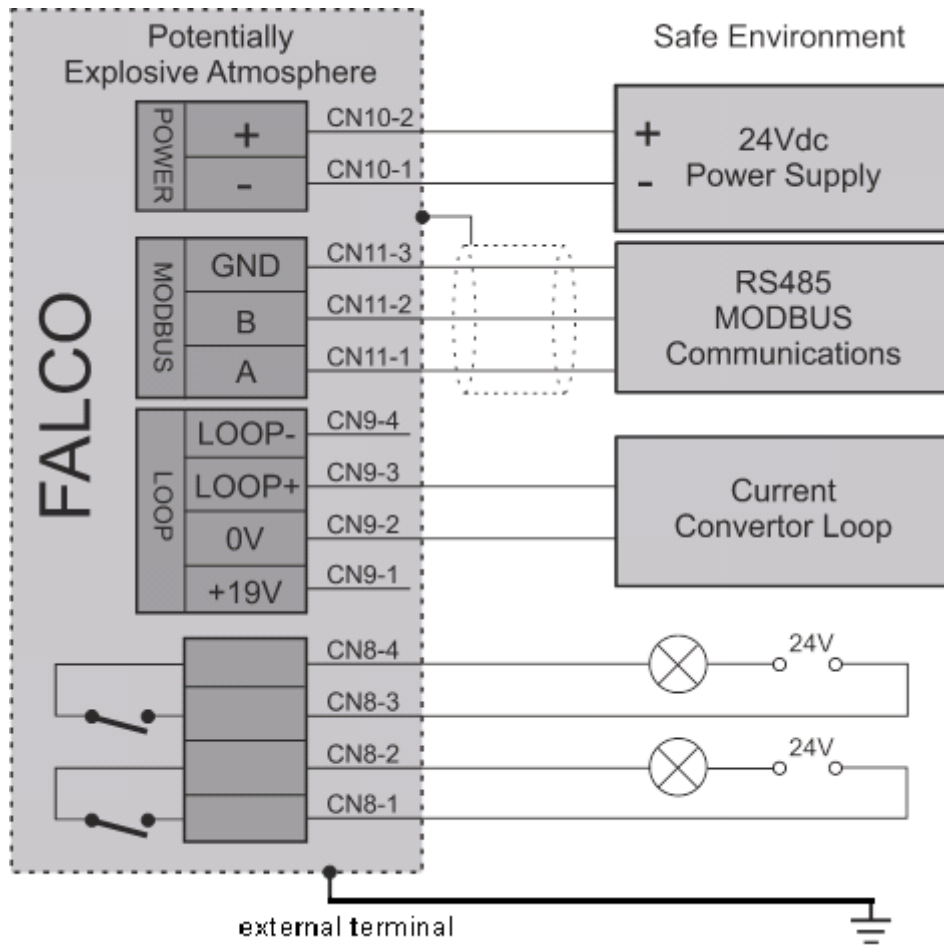 Potentially
Explosive Atmosphere
Safe Environment
FALCO
POWER
+
-
CN10-2
CN10-1
+
-
24Vdc
Power Supply
MODBUS
GND
B
A
CN11-3
CN11-2
CN11-1
RS485
MODBUS
Communications
LOOP
LOOP-
LOOP+
0V
+19V
CN9-4
CN9-3
CN9-2
CN9-1
Current
Convertor Loop
CN8-4
CN8-3
CN8-2
CN8-1
24V
24V
external terminal